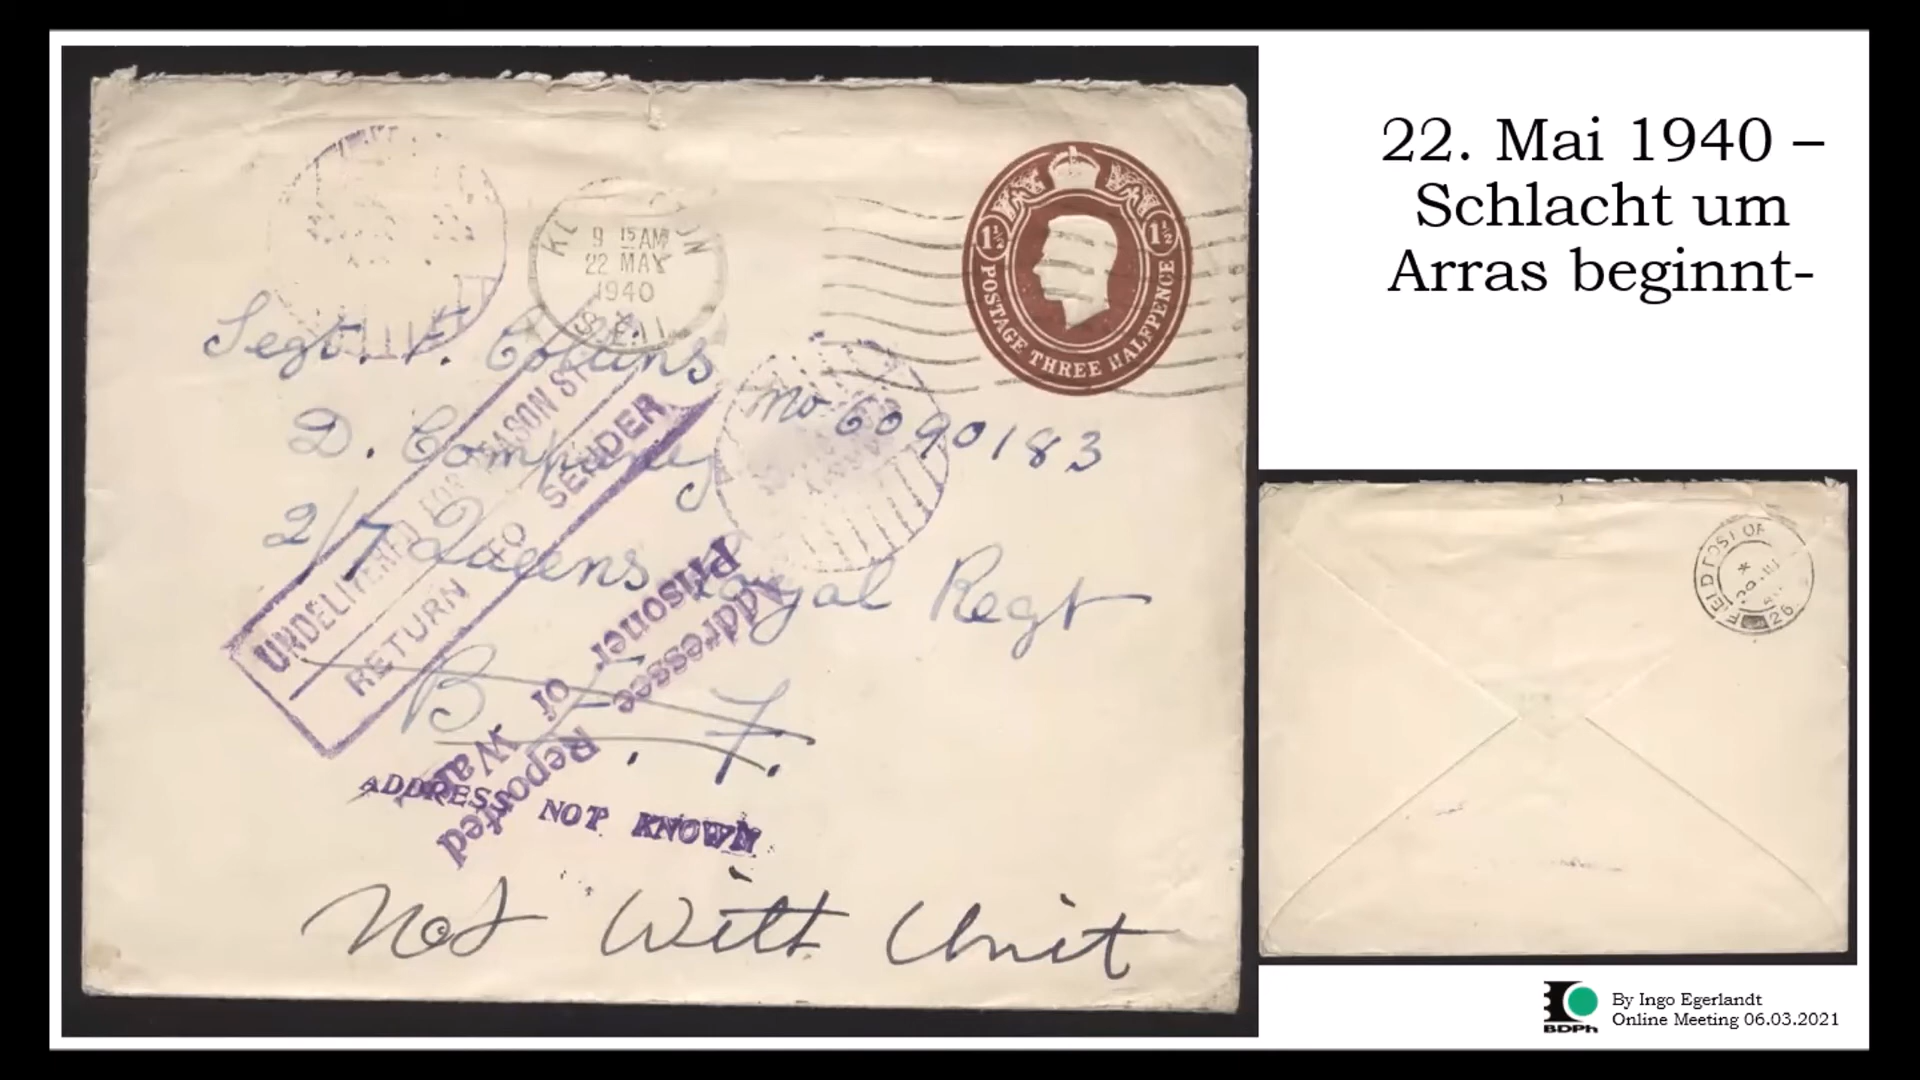 22. Mai 1940 –
Schlacht um
Arras beginnt-
9 15 AM
22 MAY
1940
S.E.11
1½ 1½
POSTAGE THREE HALFPENCE
Segt. F. Collins
no 6090183
D. Company
2/7 Queens Royal Regt
B. E. F.
UNDELIVERED FOR REASON
RETURN TO SENDER
Addressee Reported
Prisoner of War
ADDRESS NOT KNOWN
Not With Unit
FIELD POST OF
26
BDPh
By Ingo Egerlandt
Online Meeting 06.03.2021